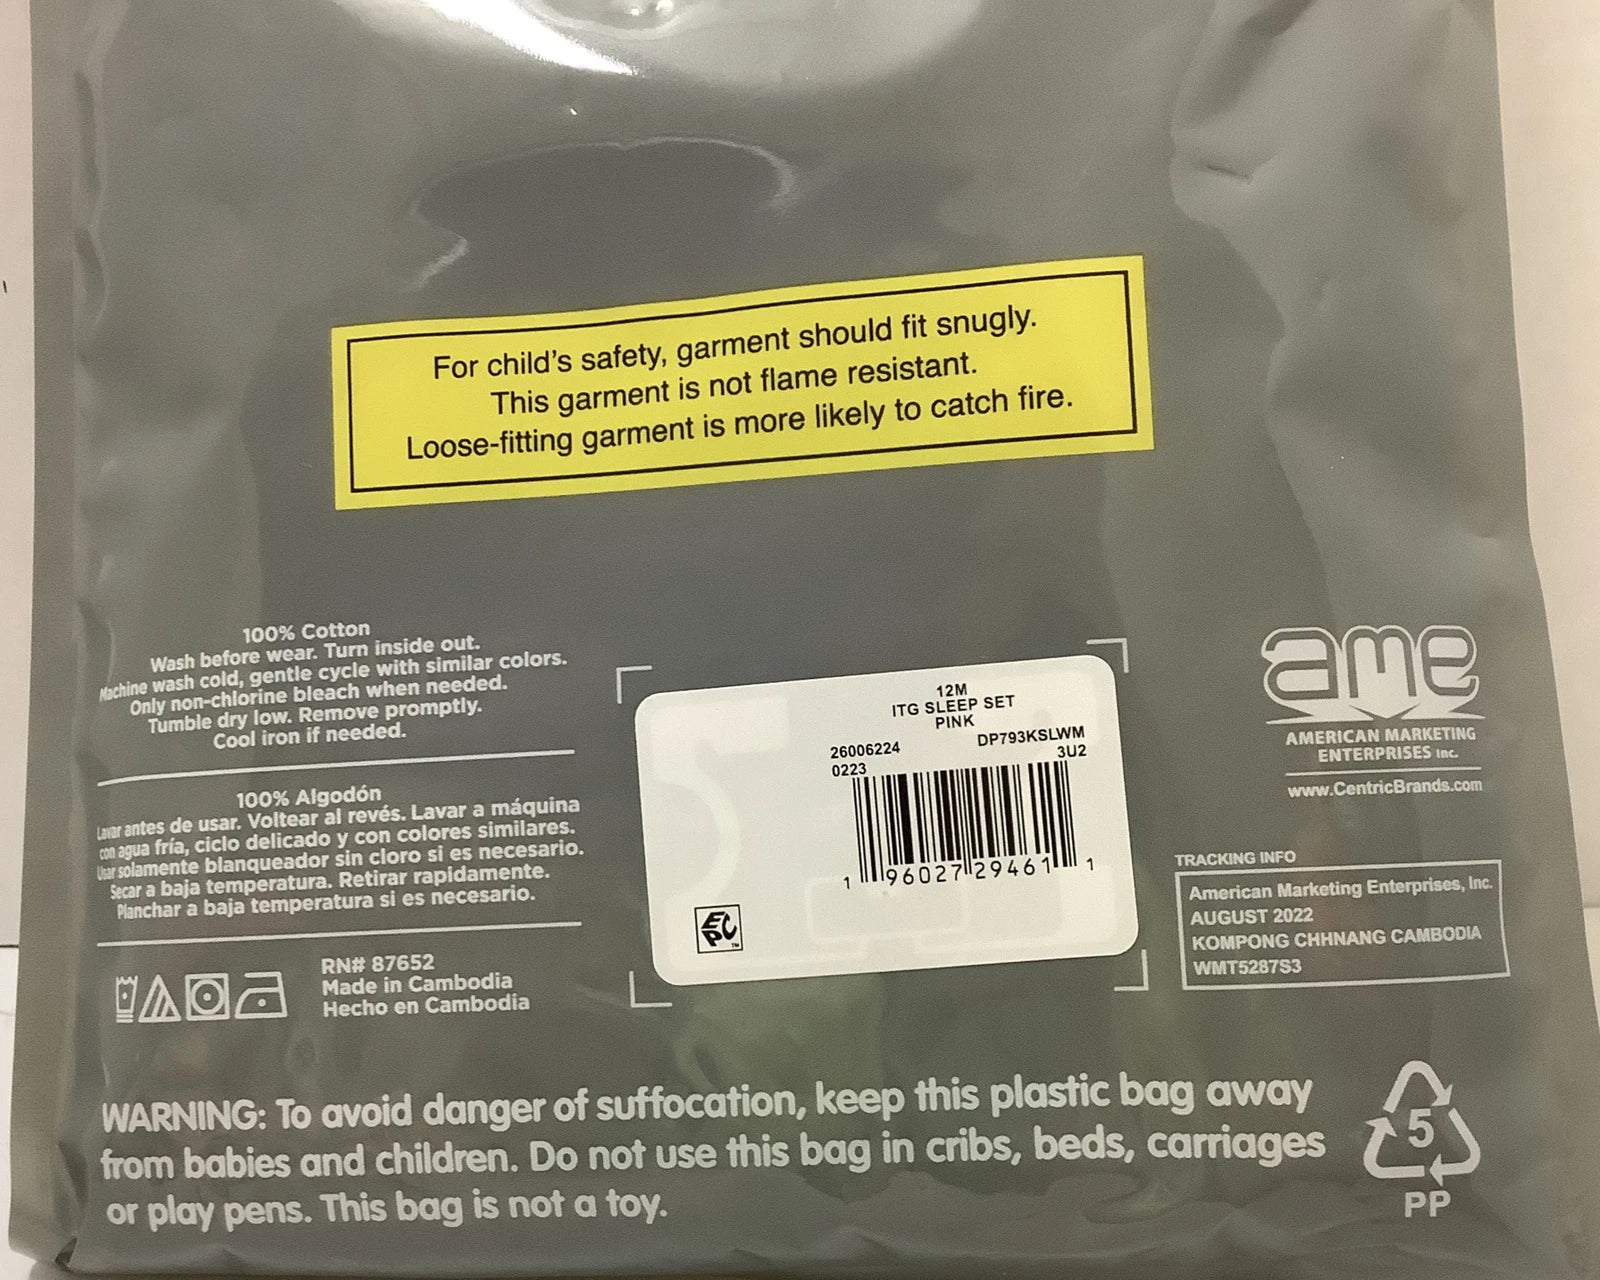 For child's safety, garment should fit snugly.
This garment is not flame resistant.
Loose-fitting garment is more likely to catch fire.
100% Cotton
Wash before wear. Turn inside out.
Machine wash cold, gentle cycle with similar colors.
Only non-chlorine bleach when needed.
Tumble dry low. Remove promptly.
Cool iron if needed.
100% Algodón
Lavar antes de usar. Voltear al revés. Lavar a máquina
con agua fría, ciclo delicado y con colores similares.
Usar solamente blanqueador sin cloro si es necesario.
Secar a baja temperatura. Retirar rapidamente.
Planchar a baja temperatura si es necesario.
RN# 87652
Made in Cambodia
Hecho en Cambodia
12M
ITG SLEEP SET
PINK
26006224 DP793KSLWM
0223 3U2
1 96027 29461 1
EPC TM
ame
AMERICAN MARKETING
ENTERPRISES Inc.
www.CentricBrands.com
TRACKING INFO
American Marketing Enterprises, Inc.
AUGUST 2022
KOMPONG CHHNANG CAMBODIA
WMT5287S3
WARNING: To avoid danger of suffocation, keep this plastic bag away
from babies and children. Do not use this bag in cribs, beds, carriages
or play pens. This bag is not a toy.
5
PP